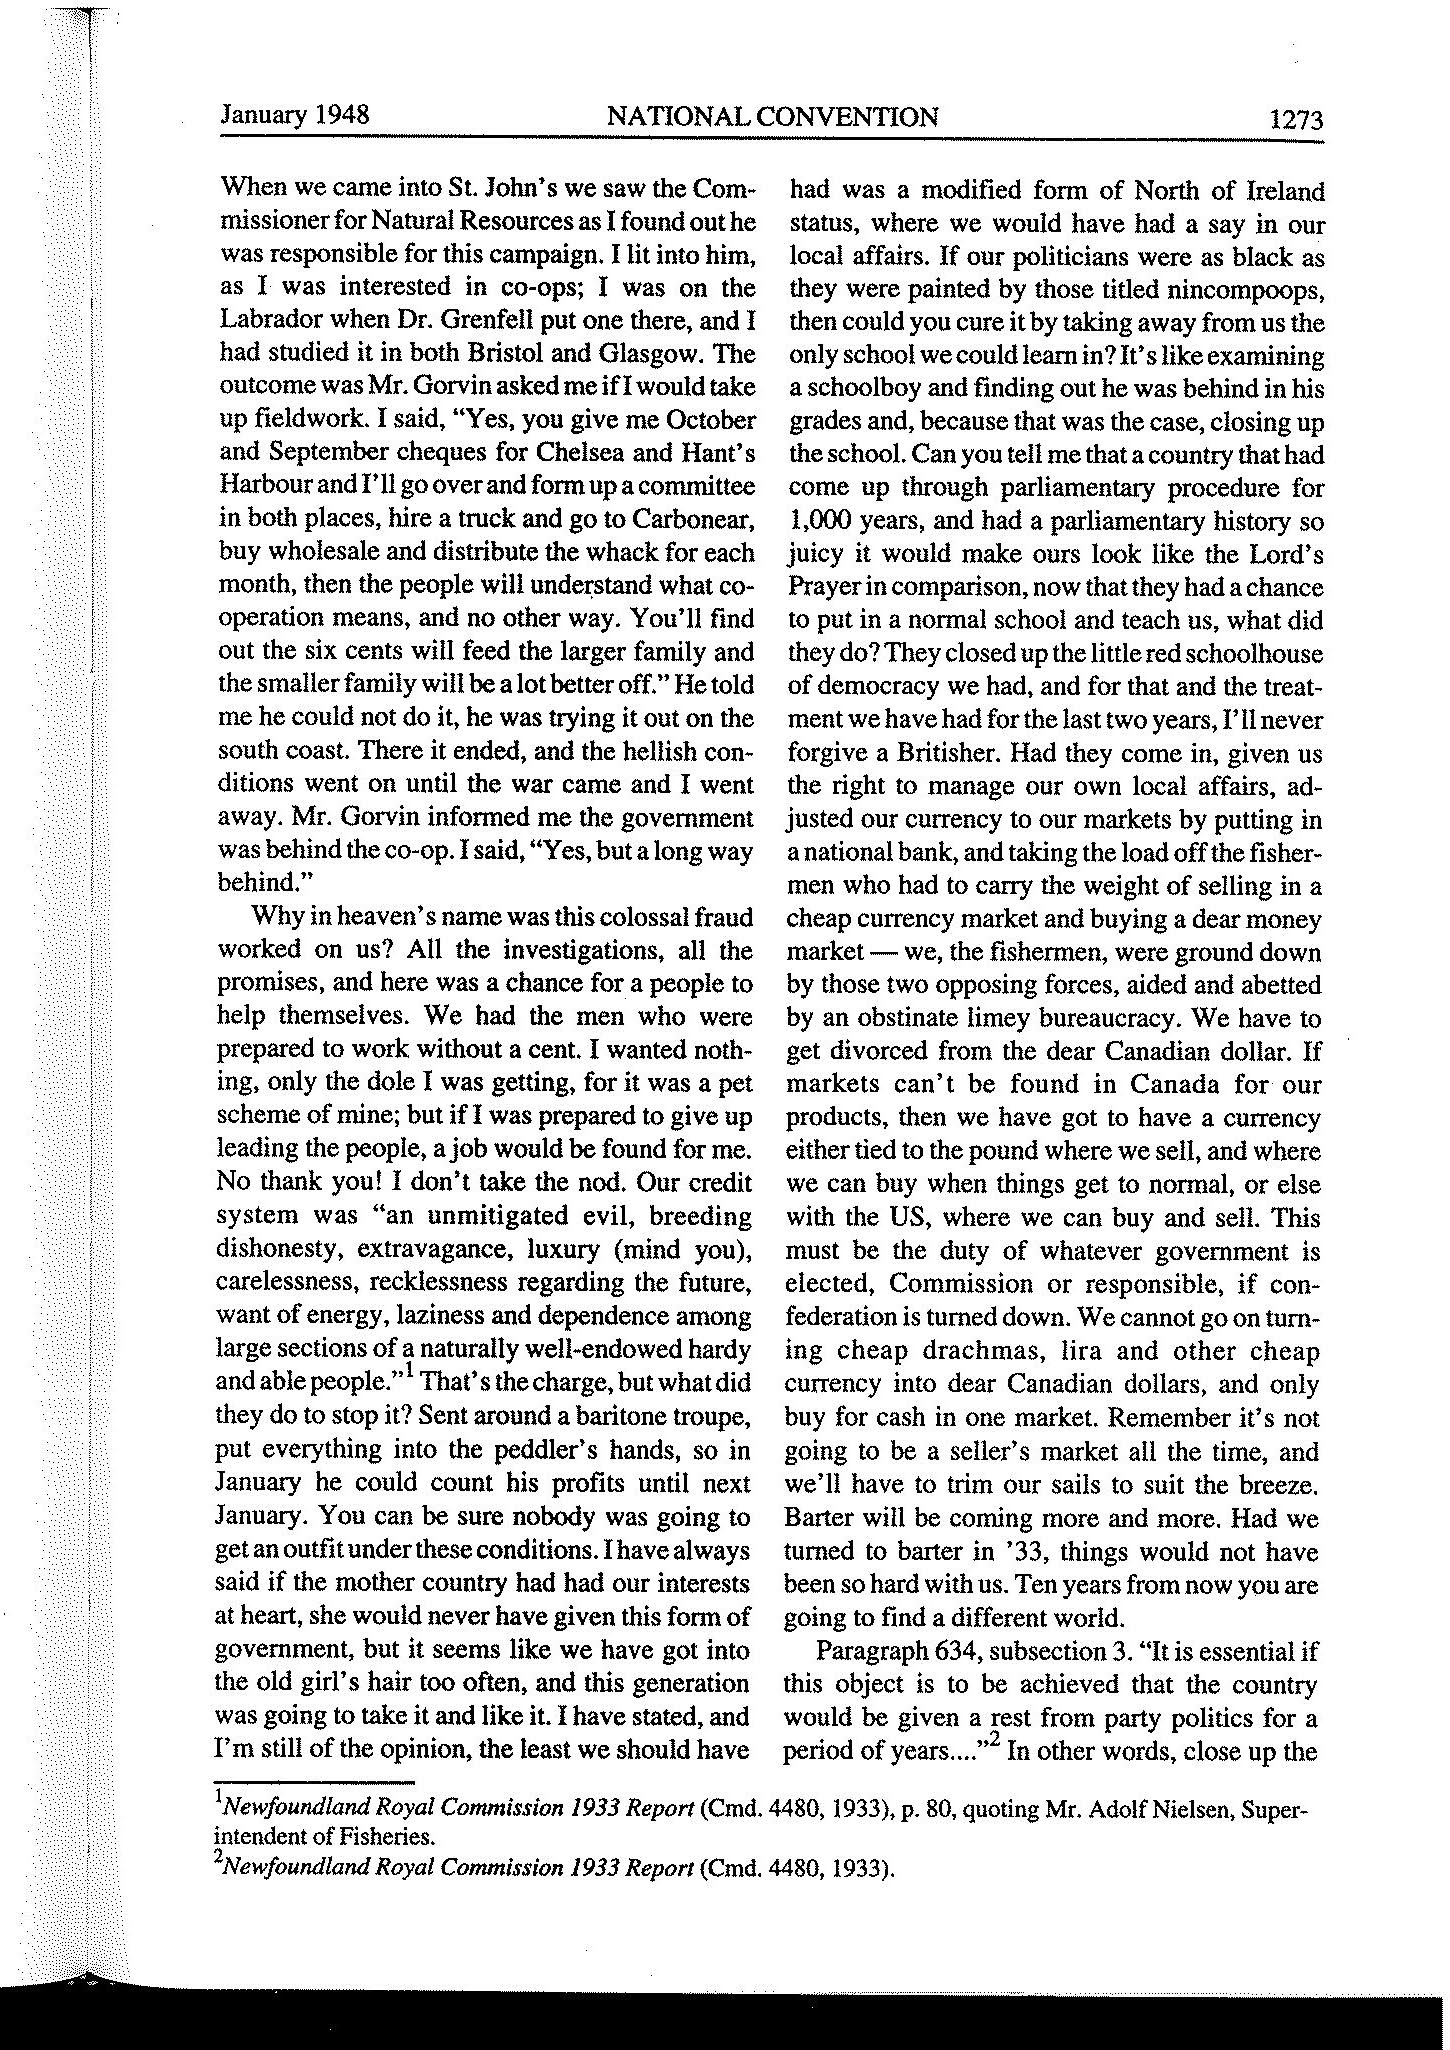 January 1948
NATIONAL CONVENTION
1273
When we came into St. John's we saw the Com-
missioner for Natural Resources as I found out he
was responsible for this campaign. I lit into him,
as I was interested in co-ops; I was on the
Labrador when Dr. Grenfell put one there, and I
had studied it in both Bristol and Glasgow. The
outcome was Mr. Gorvin asked me if I would take
up fieldwork. I said, “Yes, you give me October
and September cheques for Chelsea and Hant's
Harbour and I'll go over and form up a committee
in both places, hire a truck and go to Carbonear,
buy wholesale and distribute the whack for each
month, then the people will understand what co-
operation means, and no other way. You'll find
out the six cents will feed the larger family and
the smaller family will be a lot better off.” He told
me he could not do it, he was trying it out on the
south coast. There it ended, and the hellish con-
ditions went on until the war came and I went
away. Mr. Gorvin informed me the government
was behind the co-op. I said, “Yes, but a long way
behind.”
Why in heaven's name was this colossal fraud
worked on us? All the investigations, all the
promises, and here was a chance for a people to
help themselves. We had the men who were
prepared to work without a cent. I wanted noth-
ing, only the dole I was getting, for it was a pet
scheme of mine; but if I was prepared to give up
leading the people, a job would be found for me.
No thank you! I don't take the nod. Our credit
system was “an unmitigated evil, breeding
dishonesty, extravagance, luxury (mind you),
carelessness, recklessness regarding the future,
want of energy, laziness and dependence among
large sections of a naturally well-endowed hardy
and able people.”1 That's the charge, but what did
they do to stop it? Sent around a baritone troupe,
put everything into the peddler's hands, so in
January he could count his profits until next
January. You can be sure nobody was going to
get an outfit under these conditions. I have always
said if the mother country had had our interests
at heart, she would never have given this form of
government, but it seems like we have got into
the old girl's hair too often, and this generation
was going to take it and like it. I have stated, and
I'm still of the opinion, the least we should have
had was a modified form of North of Ireland
status, where we would have had a say in our
local affairs. If our politicians were as black as
they were painted by those titled nincompoops,
then could you cure it by taking away from us the
only school we could learn in? It's like examining
a schoolboy and finding out he was behind in his
grades and, because that was the case, closing up
the school. Can you tell me that a country that had
come up through parliamentary procedure for
1,000 years, and had a parliamentary history so
juicy it would make ours look like the Lord's
Prayer in comparison, now that they had a chance
to put in a normal school and teach us, what did
they do? They closed up the little red schoolhouse
of democracy we had, and for that and the treat-
ment we have had for the last two years, I'll never
forgive a Britisher. Had they come in, given us
the right to manage our own local affairs, ad-
justed our currency to our markets by putting in
a national bank, and taking the load off the fisher-
men who had to carry the weight of selling in a
cheap currency market and buying a dear money
market — we, the fishermen, were ground down
by those two opposing forces, aided and abetted
by an obstinate limey bureaucracy. We have to
get divorced from the dear Canadian dollar. If
markets can't be found in Canada for our
products, then we have got to have a currency
either tied to the pound where we sell, and where
we can buy when things get to normal, or else
with the US, where we can buy and sell. This
must be the duty of whatever government is
elected, Commission or responsible, if con-
federation is turned down. We cannot go on turn-
ing cheap drachmas, lira and other cheap
currency into dear Canadian dollars, and only
buy for cash in one market. Remember it's not
going to be a seller's market all the time, and
we'll have to trim our sails to suit the breeze.
Barter will be coming more and more. Had we
turned to barter in '33, things would not have
been so hard with us. Ten years from now you are
going to find a different world.
Paragraph 634, subsection 3. “It is essential if
this object is to be achieved that the country
would be given a rest from party politics for a
period of years....”2 In other words, close up the
1Newfoundland Royal Commission 1933 Report (Cmd. 4480, 1933), p. 80, quoting Mr. Adolf Nielsen, Super-
intendent of Fisheries.
2Newfoundland Royal Commission 1933 Report (Cmd. 4480, 1933).